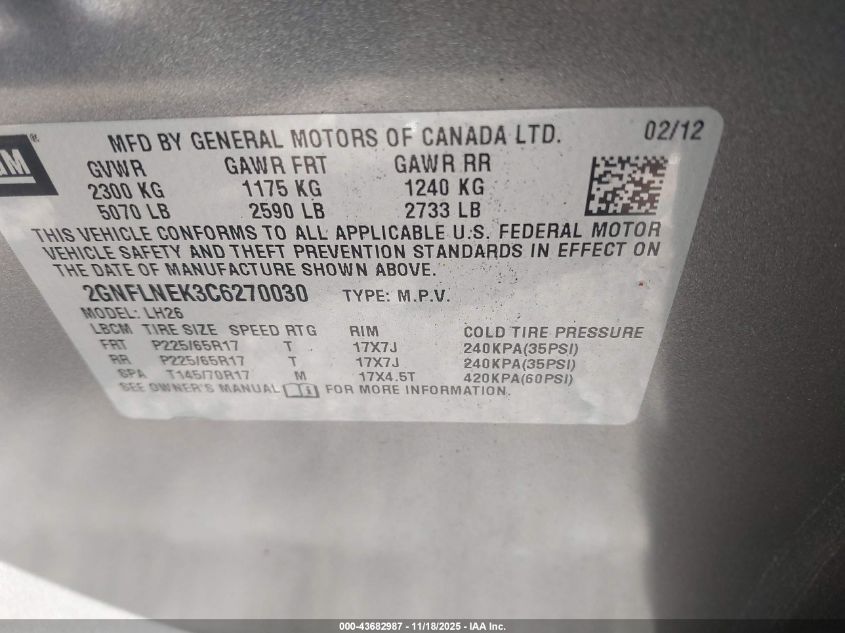 GM®
MFD BY GENERAL MOTORS OF CANADA LTD. 02/12
GVWR GAWR FRT GAWR RR
2300 KG 1175 KG 1240 KG
5070 LB 2590 LB 2733 LB
THIS VEHICLE CONFORMS TO ALL APPLICABLE U.S. FEDERAL MOTOR
VEHICLE SAFETY AND THEFT PREVENTION STANDARDS IN EFFECT ON
THE DATE OF MANUFACTURE SHOWN ABOVE.
2GNFLNEK3C6270030 TYPE: M.P.V.
MODEL: LH26
LBCM TIRE SIZE SPEED RTG RIM COLD TIRE PRESSURE
FRT P225/65R17 T 17X7J 240KPA(35PSI)
RR P225/65R17 T 17X7J 240KPA(35PSI)
SPA T145/70R17 M 17X4.5T 420KPA(60PSI)
SEE OWNER'S MANUAL FOR MORE INFORMATION.
000-43682987 - 11/18/2025 - IAA Inc.